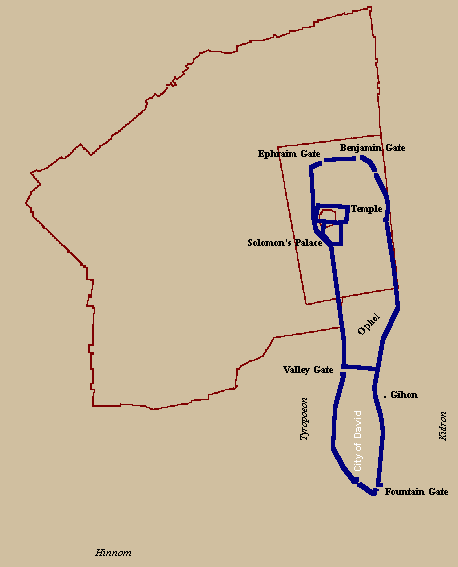 Ephraim Gate
Benjamin Gate
Temple
Solomon's Palace
Ophel
Valley Gate
Gihon
Tyropoeon
City of David
Kidron
Fountain Gate
Hinnom